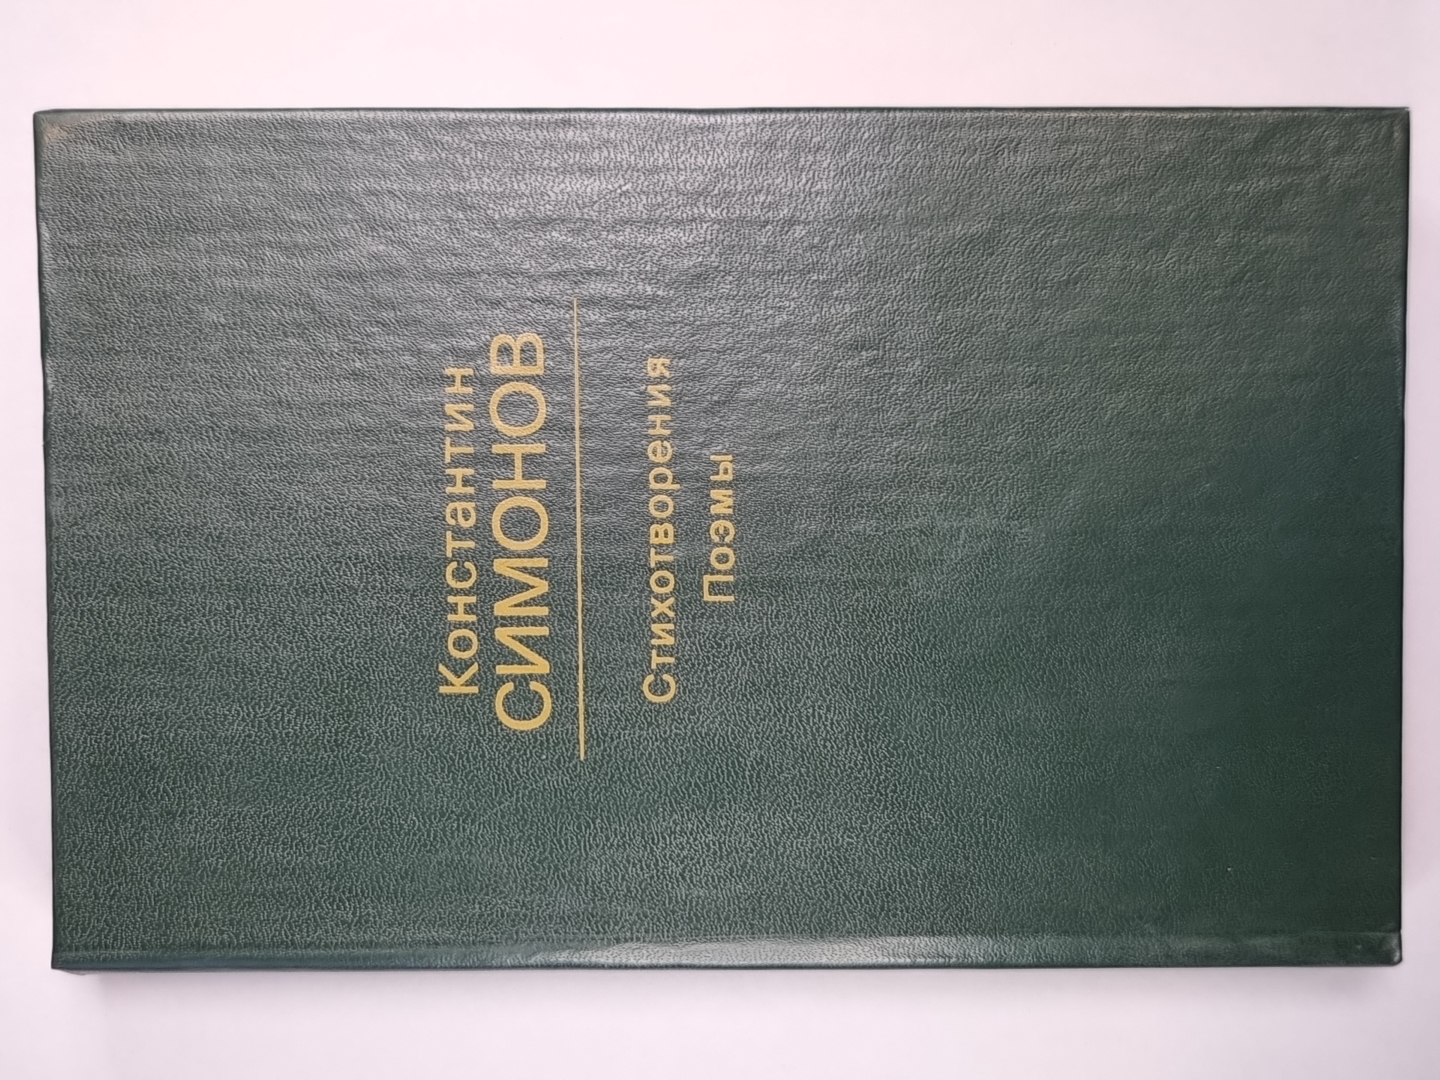 Константин
СИМОНОВ
Стихотворения
Поэмы